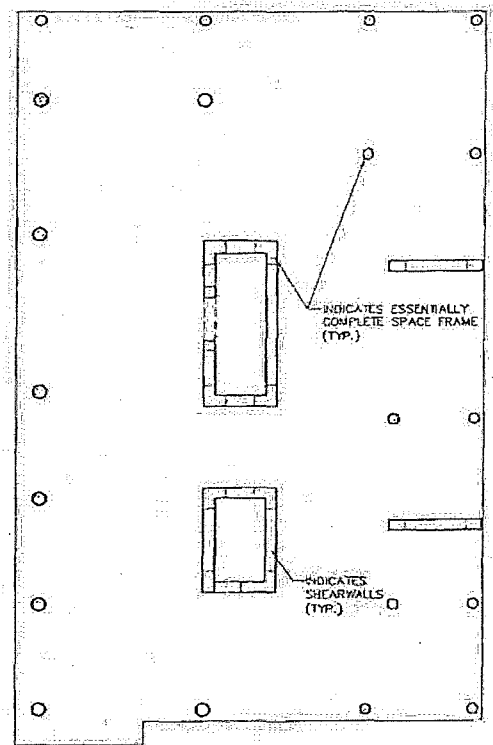 INDICATES ESSENTIALLY
COMPLETE SPACE FRAME
(TYP.)
INDICATES
SHEARWALLS
(TYP.)